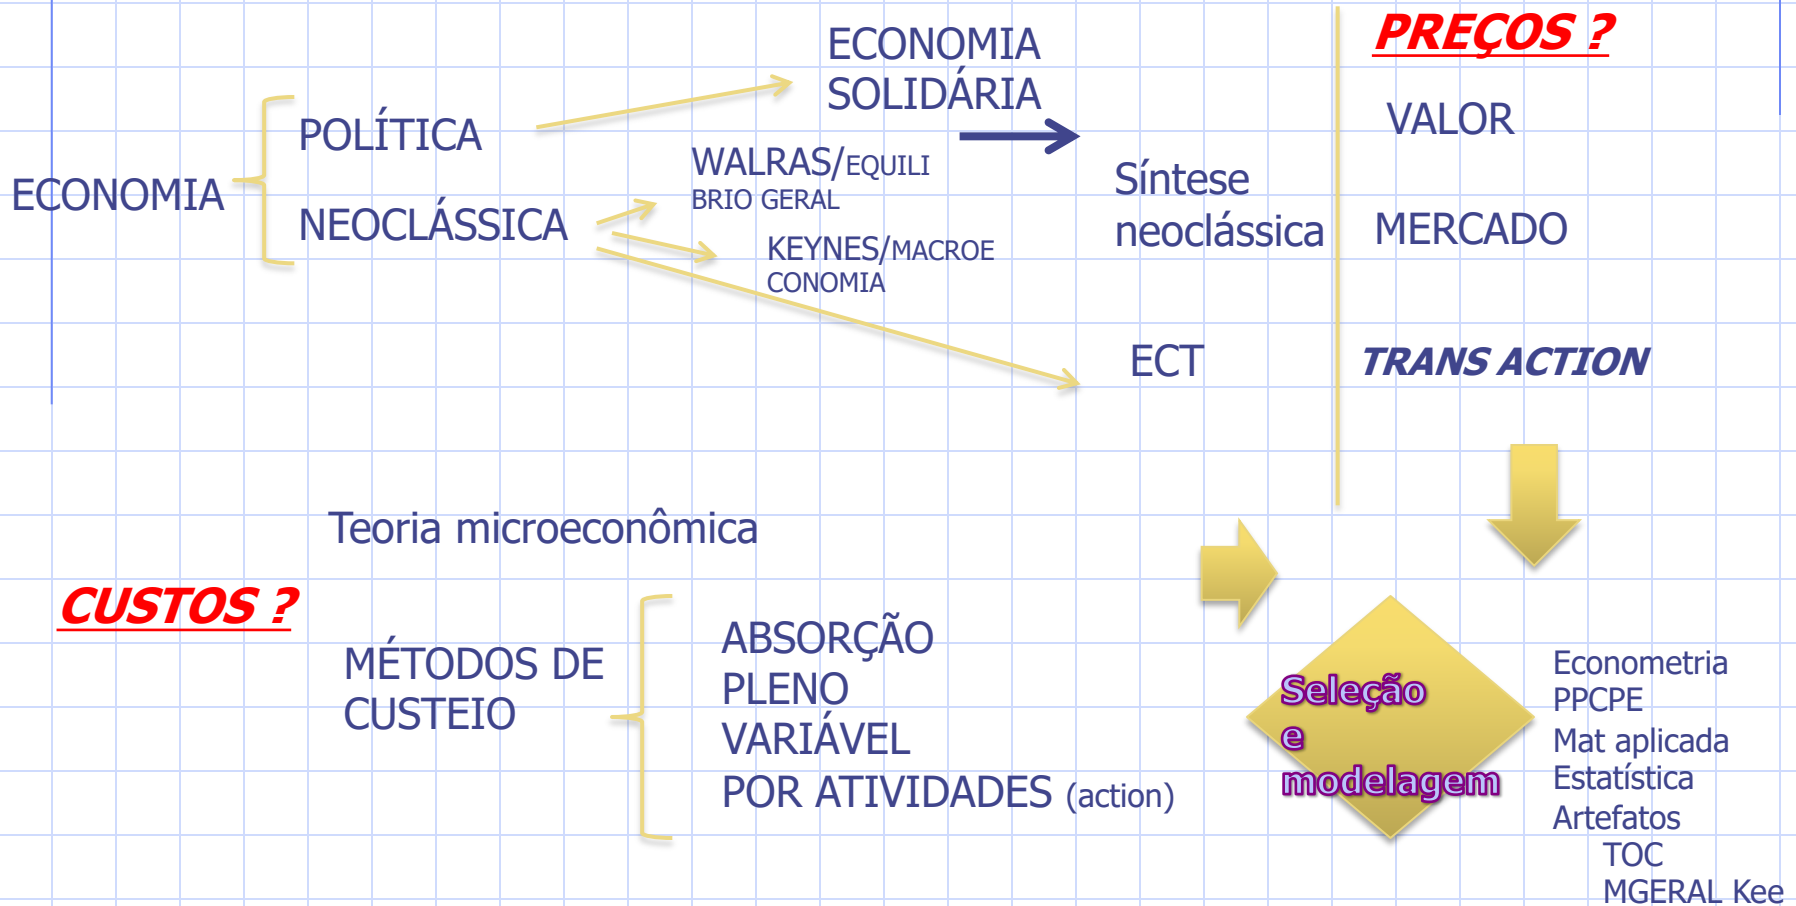 PREÇOS ?
ECONOMIA
SOLIDÁRIA
VALOR
POLÍTICA
WALRAS/EQUILI
BRIO GERAL
Síntese
neoclássica
ECONOMIA
NEOCLÁSSICA
MERCADO
KEYNES/MACROE
CONOMIA
ECT
TRANS ACTION
Teoria microeconômica
CUSTOS ?
MÉTODOS DE
CUSTEIO
ABSORÇÃO
PLENO
VARIÁVEL
POR ATIVIDADES (action)
Seleção
e
modelagem
Econometria
PPCPE
Mat aplicada
Estatística
Artefatos
TOC
MGERAL Kee